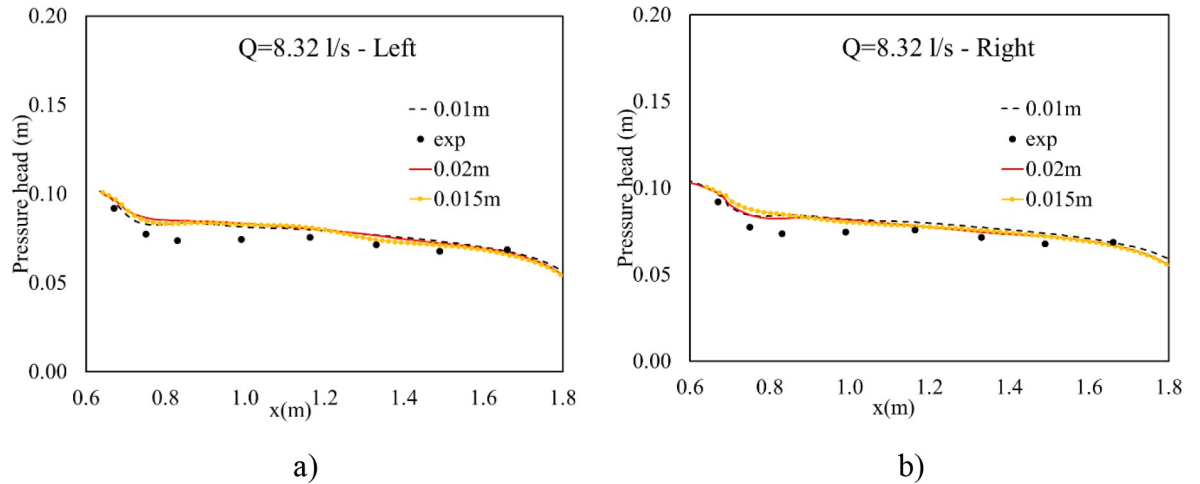 0.20
Q=8.32 l/s - Left
0.15
0.01m
exp
0.02m
0.015m
0.10
0.05
0.00
Pressure head (m)
0.6 0.8 1.0 1.2 1.4 1.6 1.8
x(m)
a)
0.20
Q=8.32 l/s - Right
0.15
0.01m
exp
0.02m
0.015m
0.10
0.05
0.00
Pressure head (m)
0.6 0.8 1.0 1.2 1.4 1.6 1.8
x(m)
b)